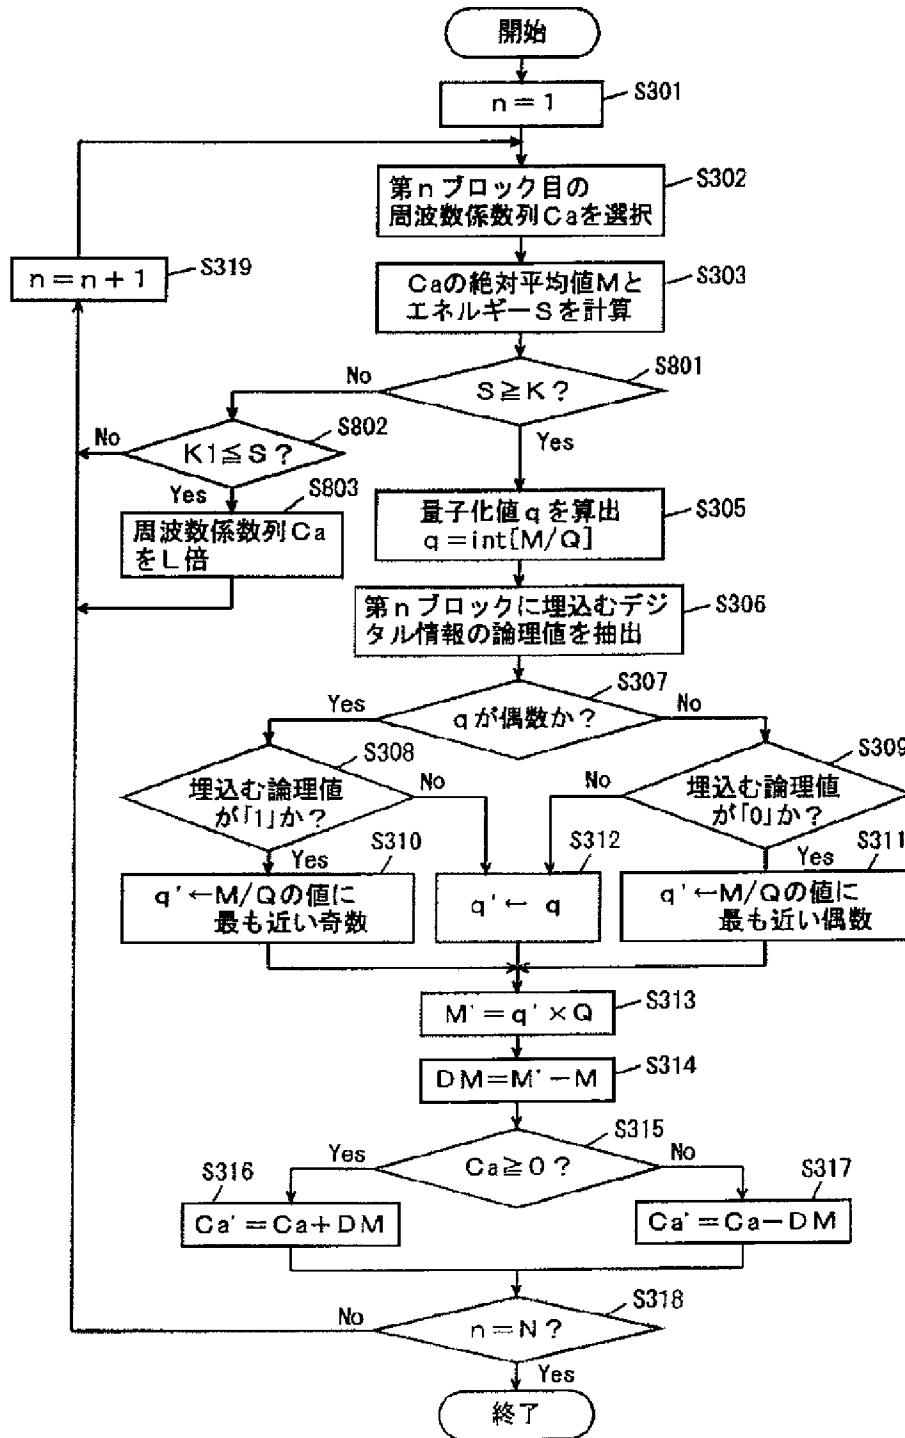 開始
n=1
S301
第nブロック目の
周波数係数列Caを選択
S302
n=n+1
S319
Caの絶対平均値Mと
エネルギーSを計算
S303
S≧K?
S801
No
Yes
K1≦S?
S802
No
Yes
S803
周波数係数列Ca
をL倍
量子化値qを算出
q=int[M/Q]
S305
第nブロックに埋込むデジ
タル情報の論理値を抽出
S306
qが偶数か?
S307
Yes
No
埋込む論理値
が「1」か?
S308
No
Yes
埋込む論理値
が「0」か?
S309
No
Yes
S310
q'←M/Qの値に
最も近い奇数
S312
q'← q
S311
q'←M/Qの値に
最も近い偶数
M'=q'×Q
S313
DM=M'-M
S314
Ca≧0?
S315
Yes
No
S316
Ca'=Ca+DM
S317
Ca'=Ca-DM
n=N?
S318
No
Yes
終了